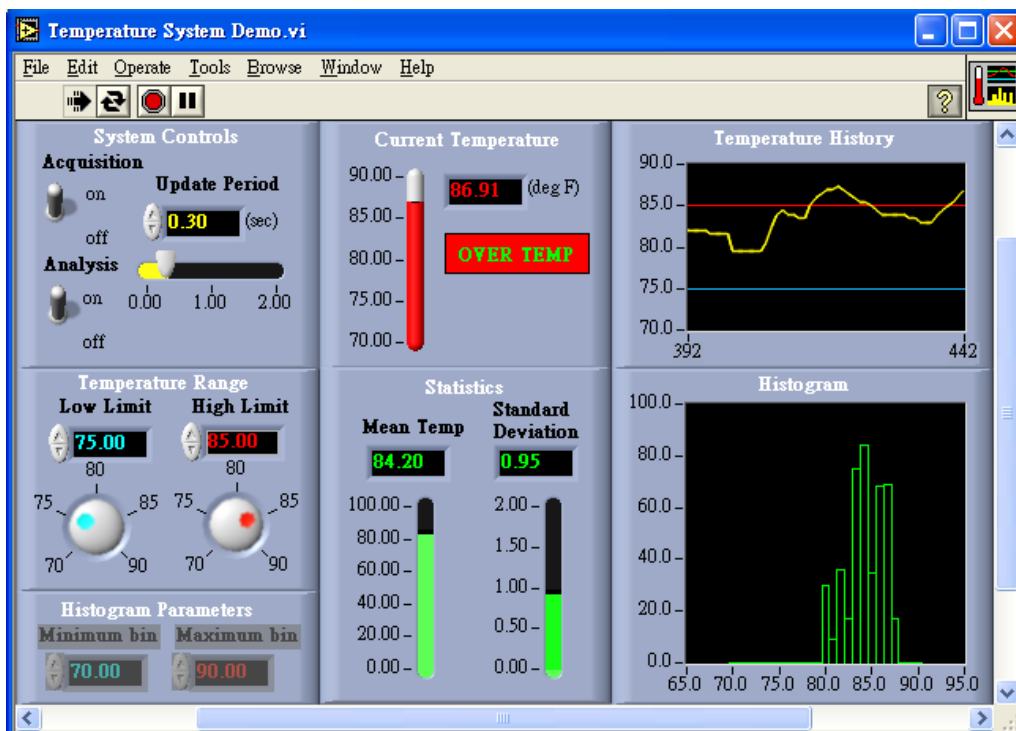 Temperature System Demo.vi
File Edit Operate Tools Browse Window Help
?
System Controls
Acquisition
on
off
Update Period
0.30 (sec)
Analysis
on
off
0.00 1.00 2.00
Current Temperature
90.00
85.00
80.00
75.00
70.00
86.91 (deg F)
OVER TEMP
Temperature History
90.0
85.0
80.0
75.0
70.0
392 442
Temperature Range
Low Limit High Limit
75.00 85.00
80 80
75 85 75 85
70 90 70 90
Statistics
Mean Temp
84.20
Standard
Deviation
0.95
100.00
80.00
60.00
40.00
20.00
0.00
2.00
1.50
1.00
0.50
0.00
Histogram
100.0
80.0
60.0
40.0
20.0
0.0
65.0 70.0 75.0 80.0 85.0 90.0 95.0
Histogram Parameters
Minimum bin Maximum bin
70.00 90.00